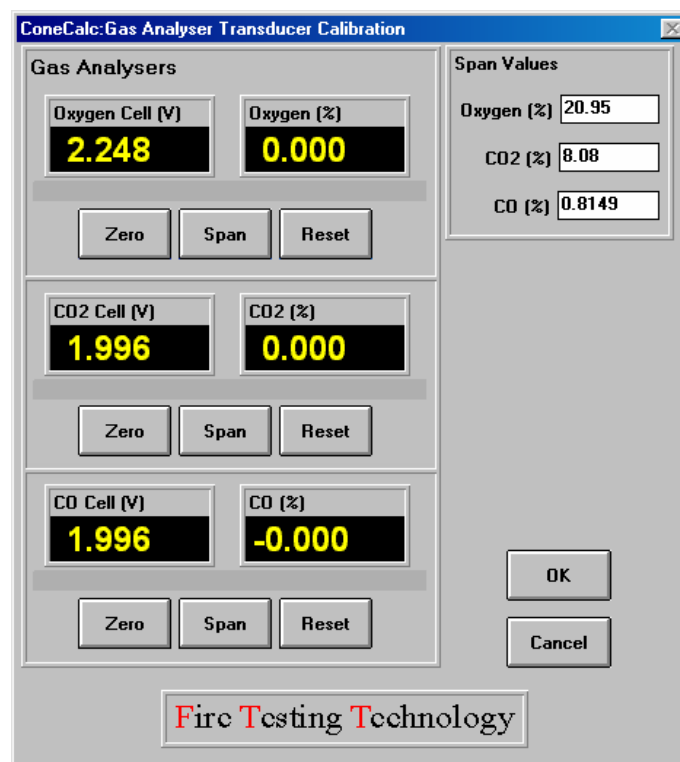 ConeCalc:Gas Analyser Transducer Calibration
Gas Analysers
Oxygen Cell (V)
Oxygen (%)
2.248
0.000
Zero
Span
Reset
CO2 Cell (V)
CO2 (%)
1.996
0.000
Zero
Span
Reset
CO Cell (V)
CO (%)
1.996
-0.000
Zero
Span
Reset
Span Values
Oxygen (%) 20.95
CO2 (%) 8.08
CO (%) 0.8149
OK
Cancel
Fire Testing Technology